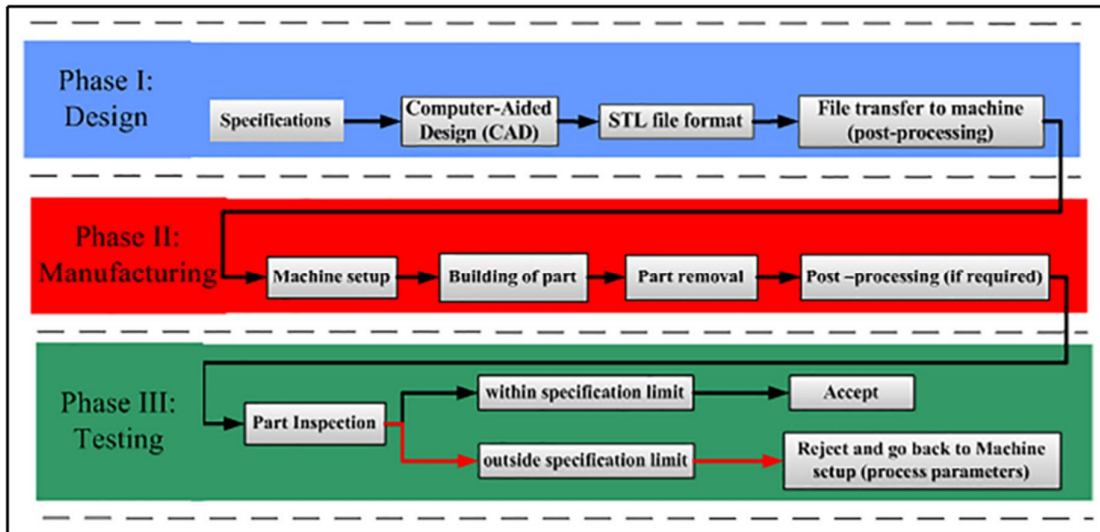 Phase I:
Design
Specifications
Computer-Aided
Design (CAD)
STL file format
File transfer to machine
(post-processing)
Phase II:
Manufacturing
Machine setup
Building of part
Part removal
Post –processing (if required)
Phase III:
Testing
Part Inspection
within specification limit
Accept
outside specification limit
Reject and go back to Machine
setup (process parameters)